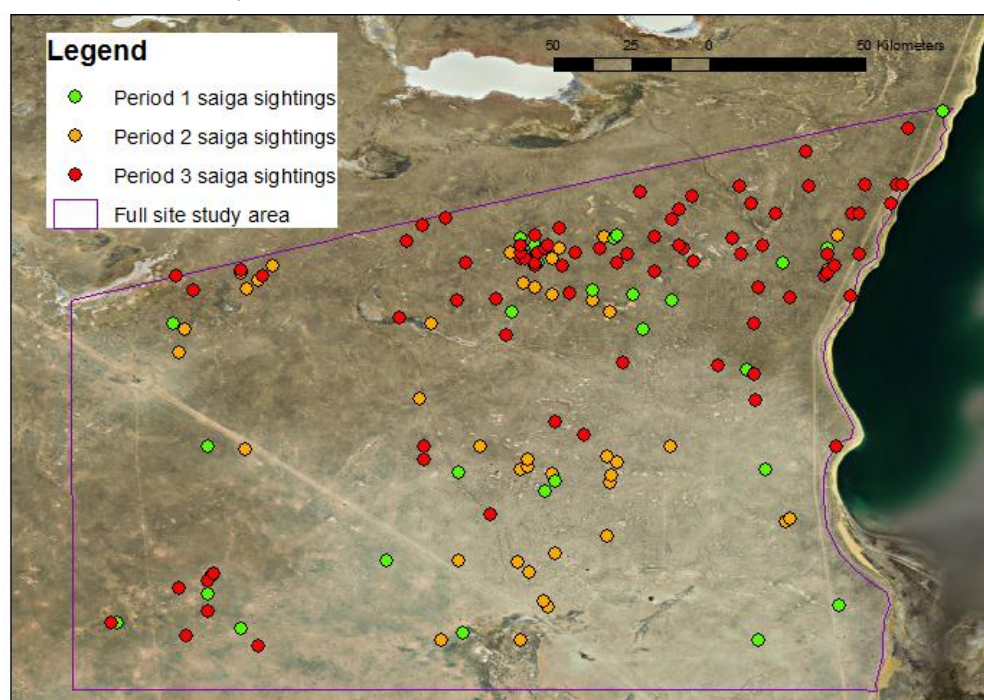 Legend
Period 1 saiga sightings
Period 2 saiga sightings
Period 3 saiga sightings
Full site study area
50 25 0 50 Kilometers